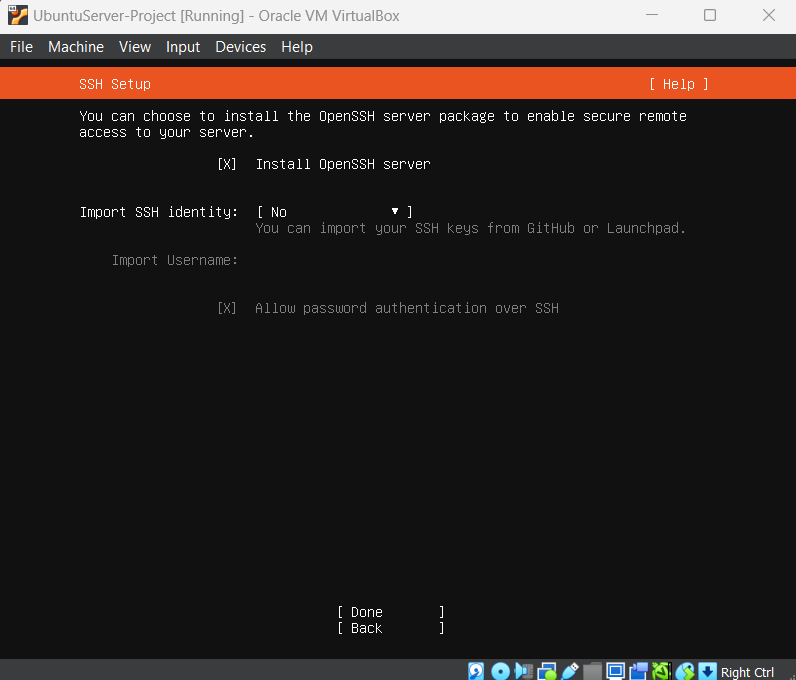 UbuntuServer-Project [Running] - Oracle VM VirtualBox
File Machine View Input Devices Help
SSH Setup [ Help ]
You can choose to install the OpenSSH server package to enable secure remote
access to your server.
[X] Install OpenSSH server
Import SSH identity: [ No ▼ ]
You can import your SSH keys from GitHub or Launchpad.
Import Username:
[X] Allow password authentication over SSH
[ Done ]
[ Back ]
Right Ctrl